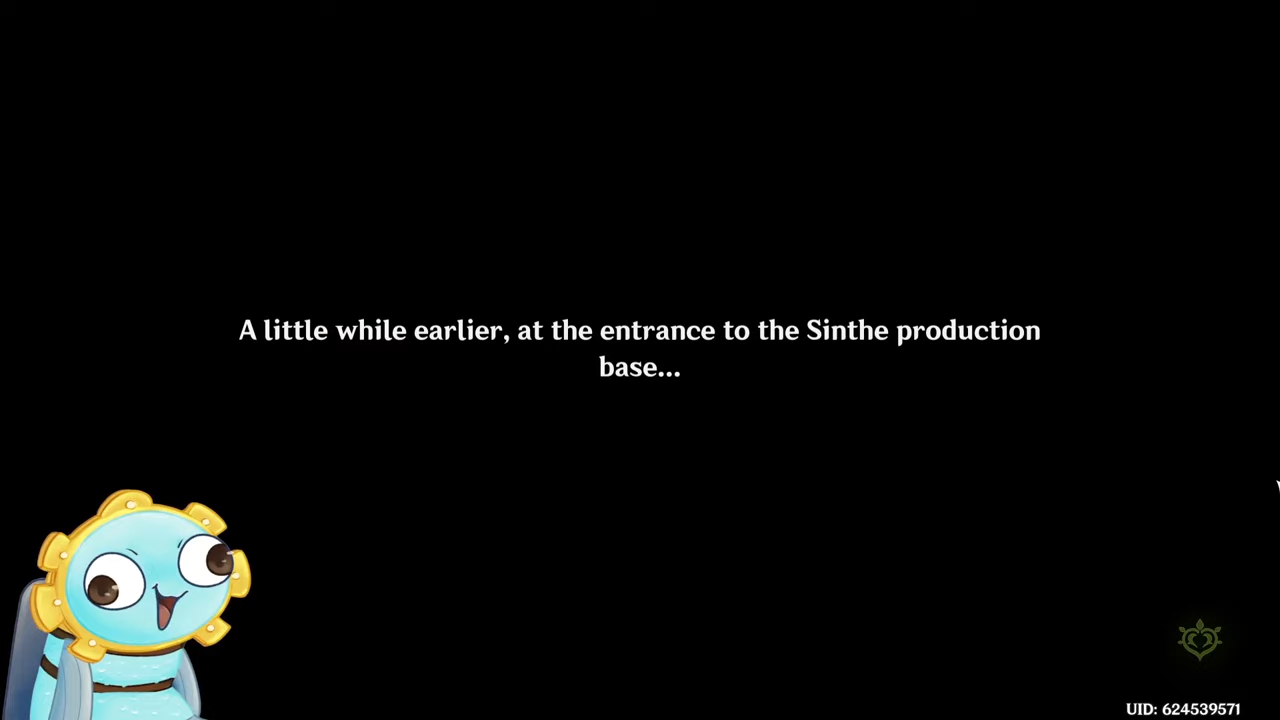 A little while earlier, at the entrance to the Sinthe production
base...
UID: 624539571